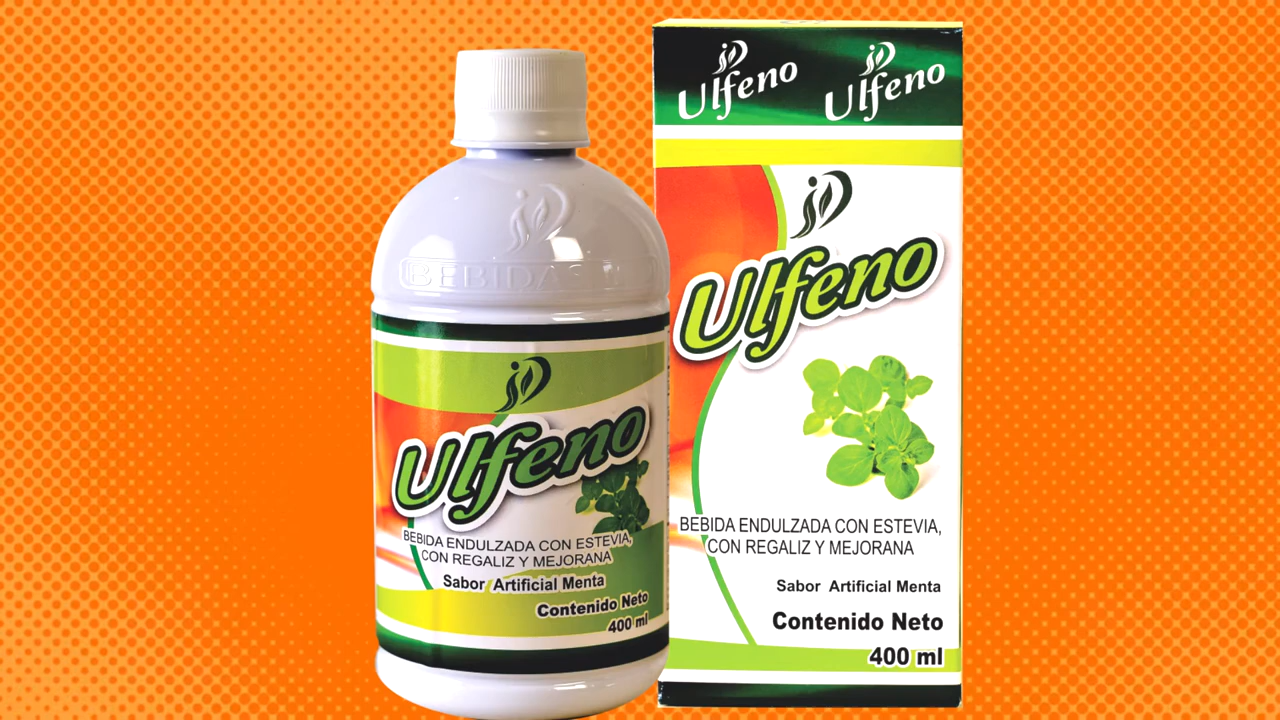 Ulfeno Ulfeno
Ulfeno
BEBIDA ENDULZADA CON ESTEVIA,
CON REGALIZ Y MEJORANA
Sabor Artificial Menta
Contenido Neto
400 ml
BEBIDAS
Ulfeno
BEBIDA ENDULZADA CON ESTEVIA,
CON REGALIZ Y MEJORANA
Sabor Artificial Menta
Contenido Neto
400 ml